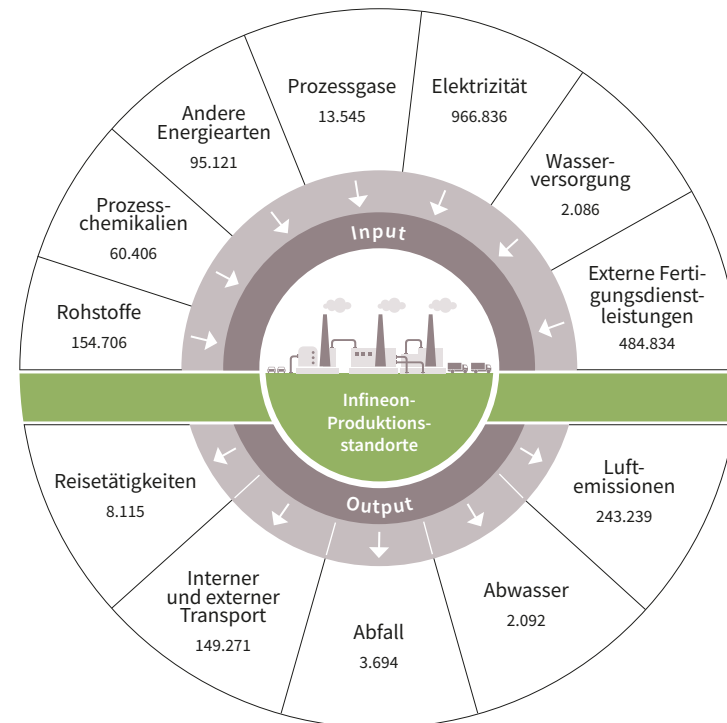 Prozessgase
13.545
Elektrizität
966.836
Andere
Energiearten
95.121
Wasser-
versorgung
2.086
Prozess-
chemikalien
60.406
Externe Ferti-
gungsdienst-
leistungen
484.834
Rohstoffe
154.706
Input
Infineon-
Produktions-
standorte
Output
Reisetätigkeiten
8.115
Luft-
emissionen
243.239
Interner
und externer
Transport
149.271
Abwasser
2.092
Abfall
3.694